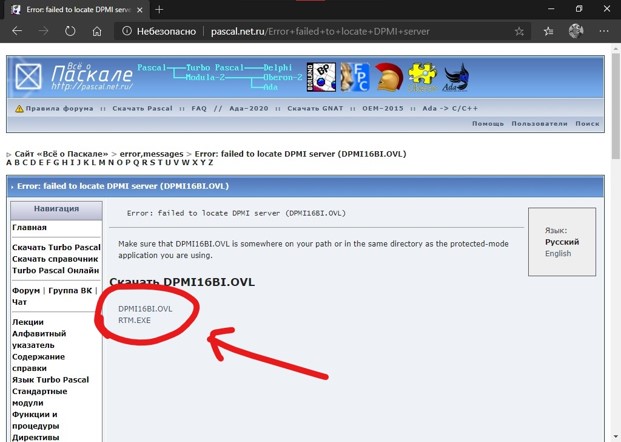 Error: failed to locate DPMI server
Небезопасно | pascal.net.ru/Error+failed+to+locate+DPMI+server
Всё о
Паскале
http://pascal.net.ru/
Pascal Turbo Pascal Delphi
Modula-2 Oberon-2
Ada
BORLAND
BP
FPC
Ada
Правила форума :: Скачать Pascal :: FAQ // Ада-2020 :: Скачать GNAT :: OEM-2015 :: Ada -> C/C++
Помощь Пользователи Поиск
Сайт «Всё о Паскале» > error,messages > Error: failed to locate DPMI server (DPMI16BI.OVL)
A B C D E F G H I J K L M N O P Q R S T U V W X Y Z
Error: failed to locate DPMI server (DPMI16BI.OVL)
Навигация
Главная
Скачать Turbo Pascal
Скачать справочник
Turbo Pascal Онлайн
Форум | Группа ВК |
Чат
Лекции
Алфавитный
указатель
Содержание
справки
Язык Turbo Pascal
Стандартные
модули
Функции и
процедуры
Директивы
Error: failed to locate DPMI server (DPMI16BI.OVL)
Make sure that DPMI16BI.OVL is somewhere on your path or in the same directory as the protected-mode
application you are using.
Скачать DPMI16BI.OVL
DPMI16BI.OVL
RTM.EXE
Язык:
Русский
English